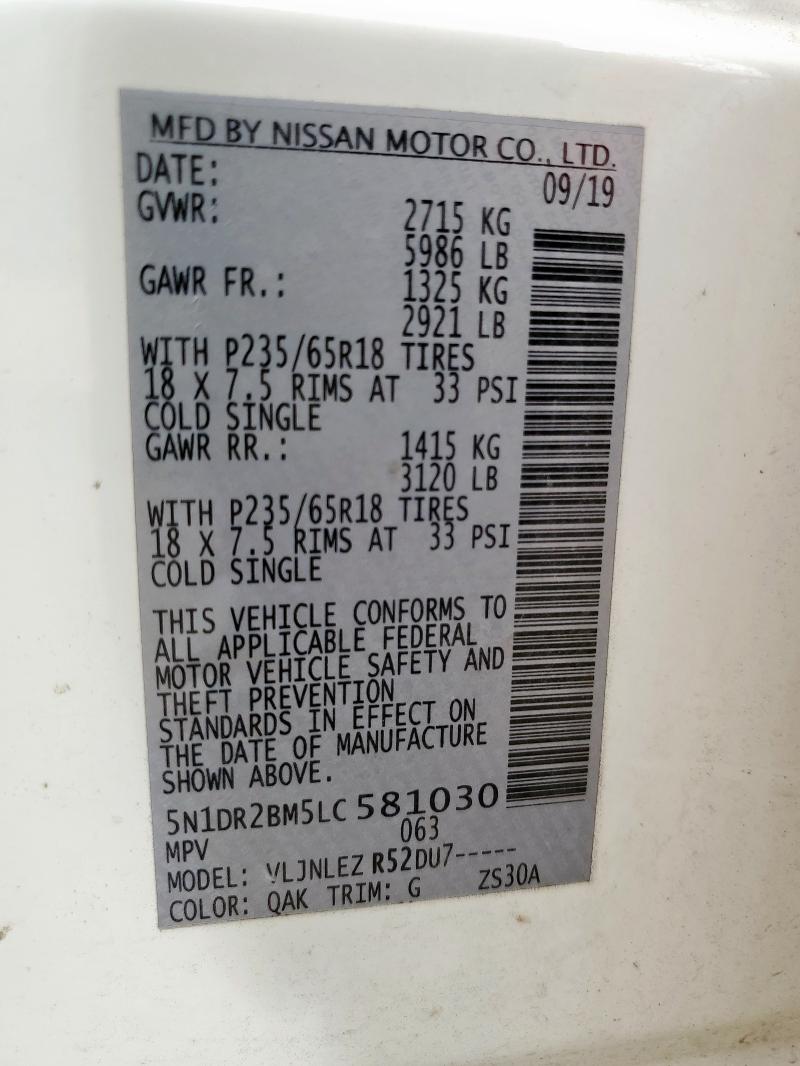 MFD BY NISSAN MOTOR CO., LTD.
DATE: 09/19
GVWR: 2715 KG
5986 LB
GAWR FR.: 1325 KG
2921 LB
WITH P235/65R18 TIRES
18 X 7.5 RIMS AT 33 PSI
COLD SINGLE
GAWR RR.: 1415 KG
3120 LB
WITH P235/65R18 TIRES
18 X 7.5 RIMS AT 33 PSI
COLD SINGLE
THIS VEHICLE CONFORMS TO
ALL APPLICABLE FEDERAL
MOTOR VEHICLE SAFETY AND
THEFT PREVENTION
STANDARDS IN EFFECT ON
THE DATE OF MANUFACTURE
SHOWN ABOVE.
5N1DR2BM5LC 581030
MPV 063
MODEL: VLJNLEZ R52DU7-----
COLOR: QAK TRIM: G ZS30A